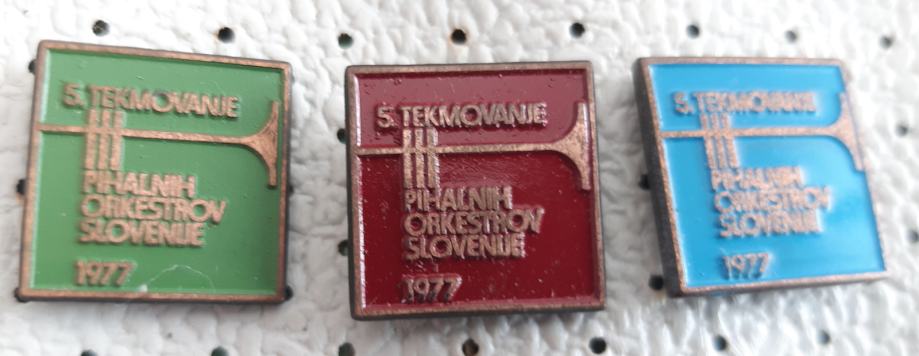 5. TEKMOVANJE
PIHALNIH
ORKESTROV
SLOVENIJE
1977
5. TEKMOVANJE
PIHALNIH
ORKESTROV
SLOVENIJE
1977
5. TEKMOVANJE
PIHALNIH
ORKESTROV
SLOVENIJE
1977